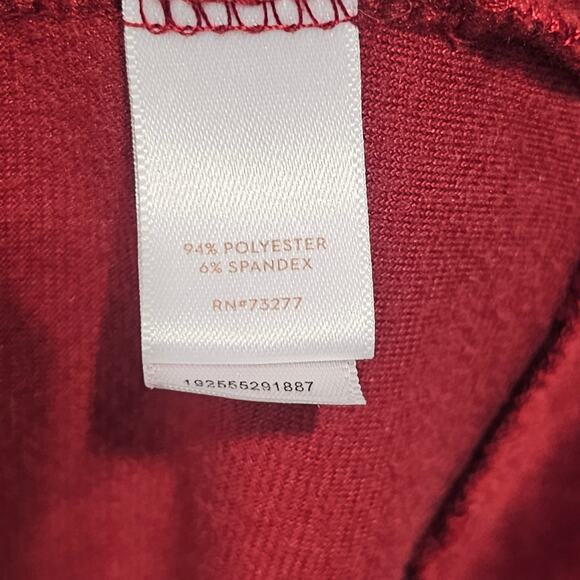 94% POLYESTER
6% SPANDEX
RN#73277
192555291887